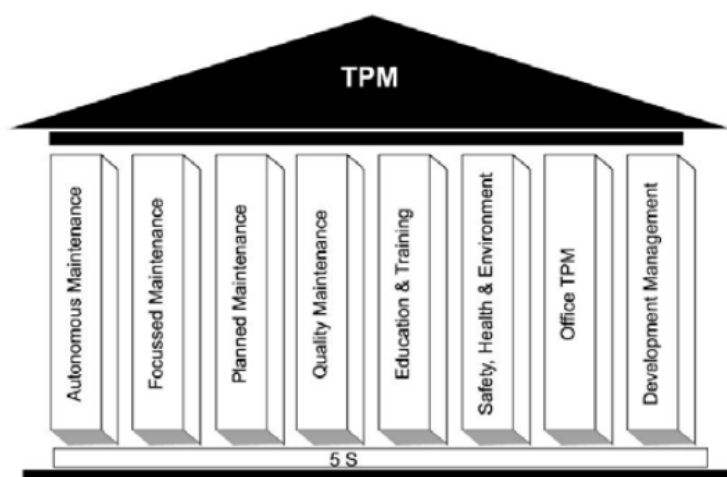 TPM
Autonomous Maintenance
Focussed Maintenance
Planned Maintenance
Quality Maintenance
Education & Training
Safety, Health & Environment
Office TPM
Development Management
5 S